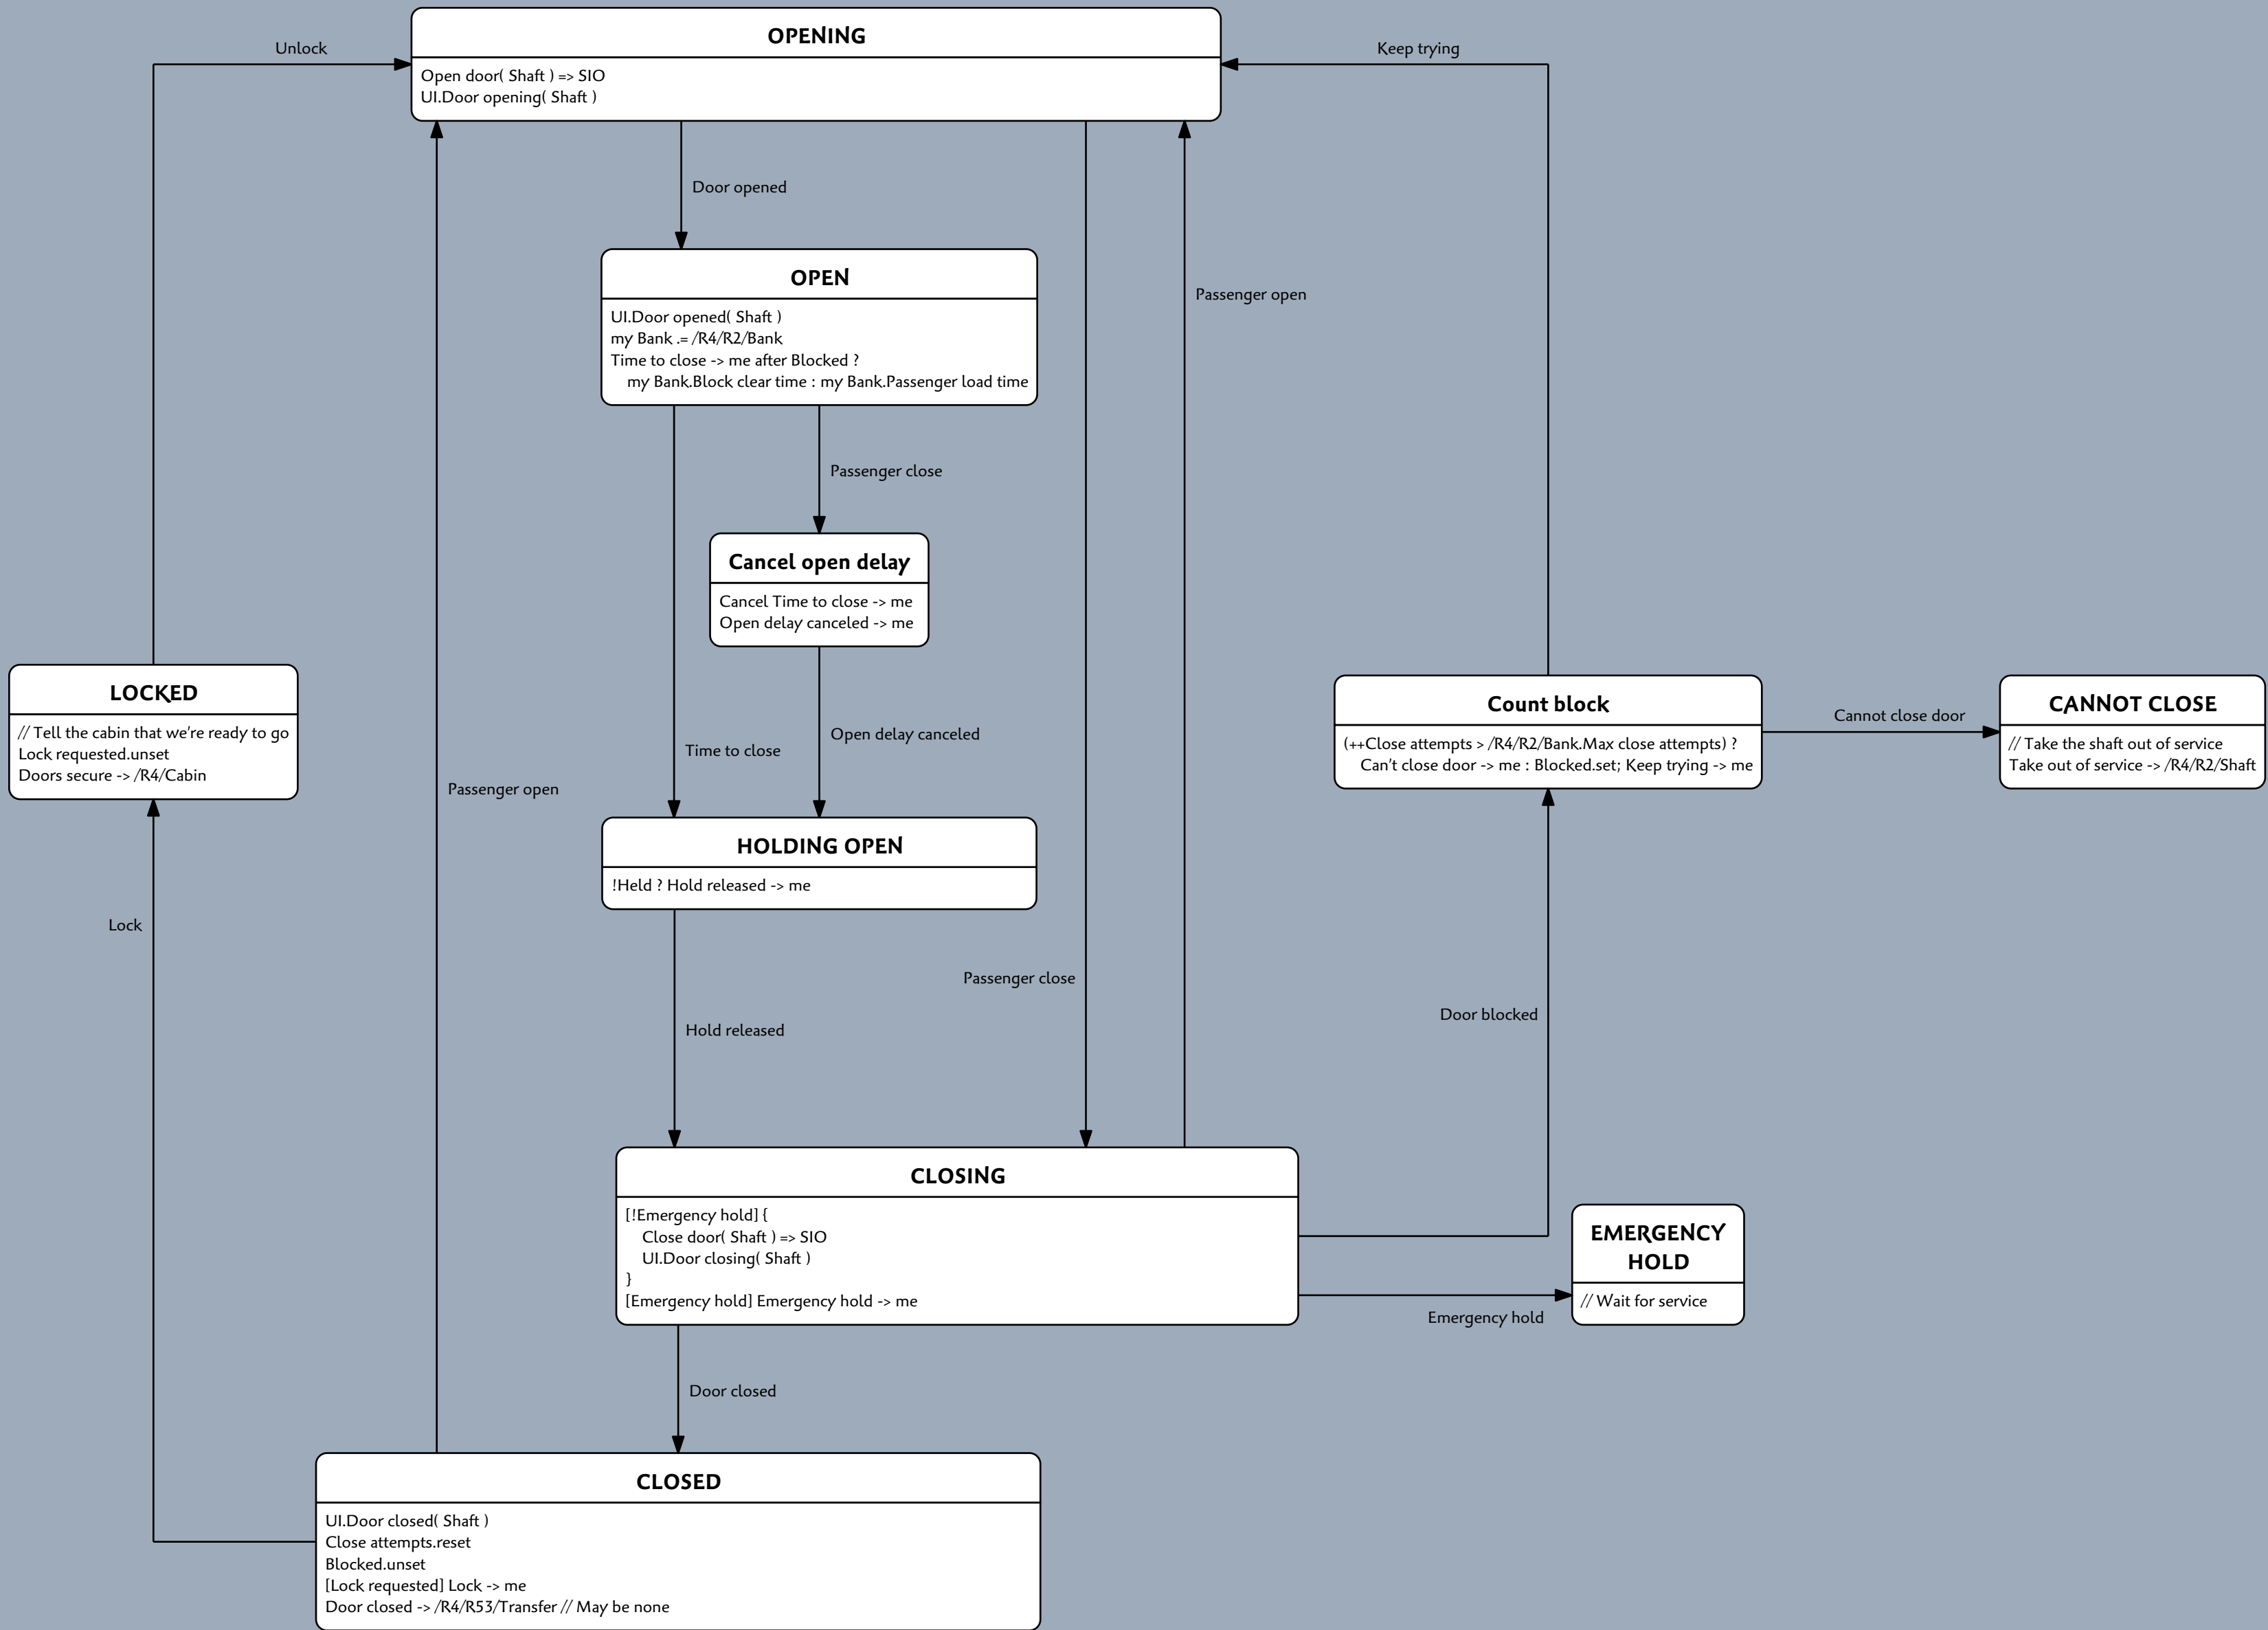 Unlock
OPENING
Keep trying
Open door( Shaft ) => SIO
UI.Door opening( Shaft )
Door opened
OPEN
UI.Door opened( Shaft )
my Bank .= /R4/R2/Bank
Time to close -> me after Blocked ?
my Bank.Block clear time : my Bank.Passenger load time
Passenger open
Passenger close
Cancel open delay
Cancel Time to close -> me
Open delay canceled -> me
LOCKED
// Tell the cabin that we're ready to go
Lock requested.unset
Doors secure -> /R4/Cabin
Count block
(++Close attempts > /R4/R2/Bank.Max close attempts) ?
Can't close door -> me : Blocked.set; Keep trying -> me
Cannot close door
CANNOT CLOSE
// Take the shaft out of service
Take out of service -> /R4/R2/Shaft
Open delay canceled
Time to close
Passenger open
HOLDING OPEN
!Held ? Hold released -> me
Lock
Passenger close
Door blocked
Hold released
CLOSING
[!Emergency hold] {
Close door( Shaft ) => SIO
UI.Door closing( Shaft )
}
[Emergency hold] Emergency hold -> me
EMERGENCY
HOLD
// Wait for service
Emergency hold
Door closed
CLOSED
UI.Door closed( Shaft )
Close attempts.reset
Blocked.unset
[Lock requested] Lock -> me
Door closed -> /R4/R53/Transfer // May be none